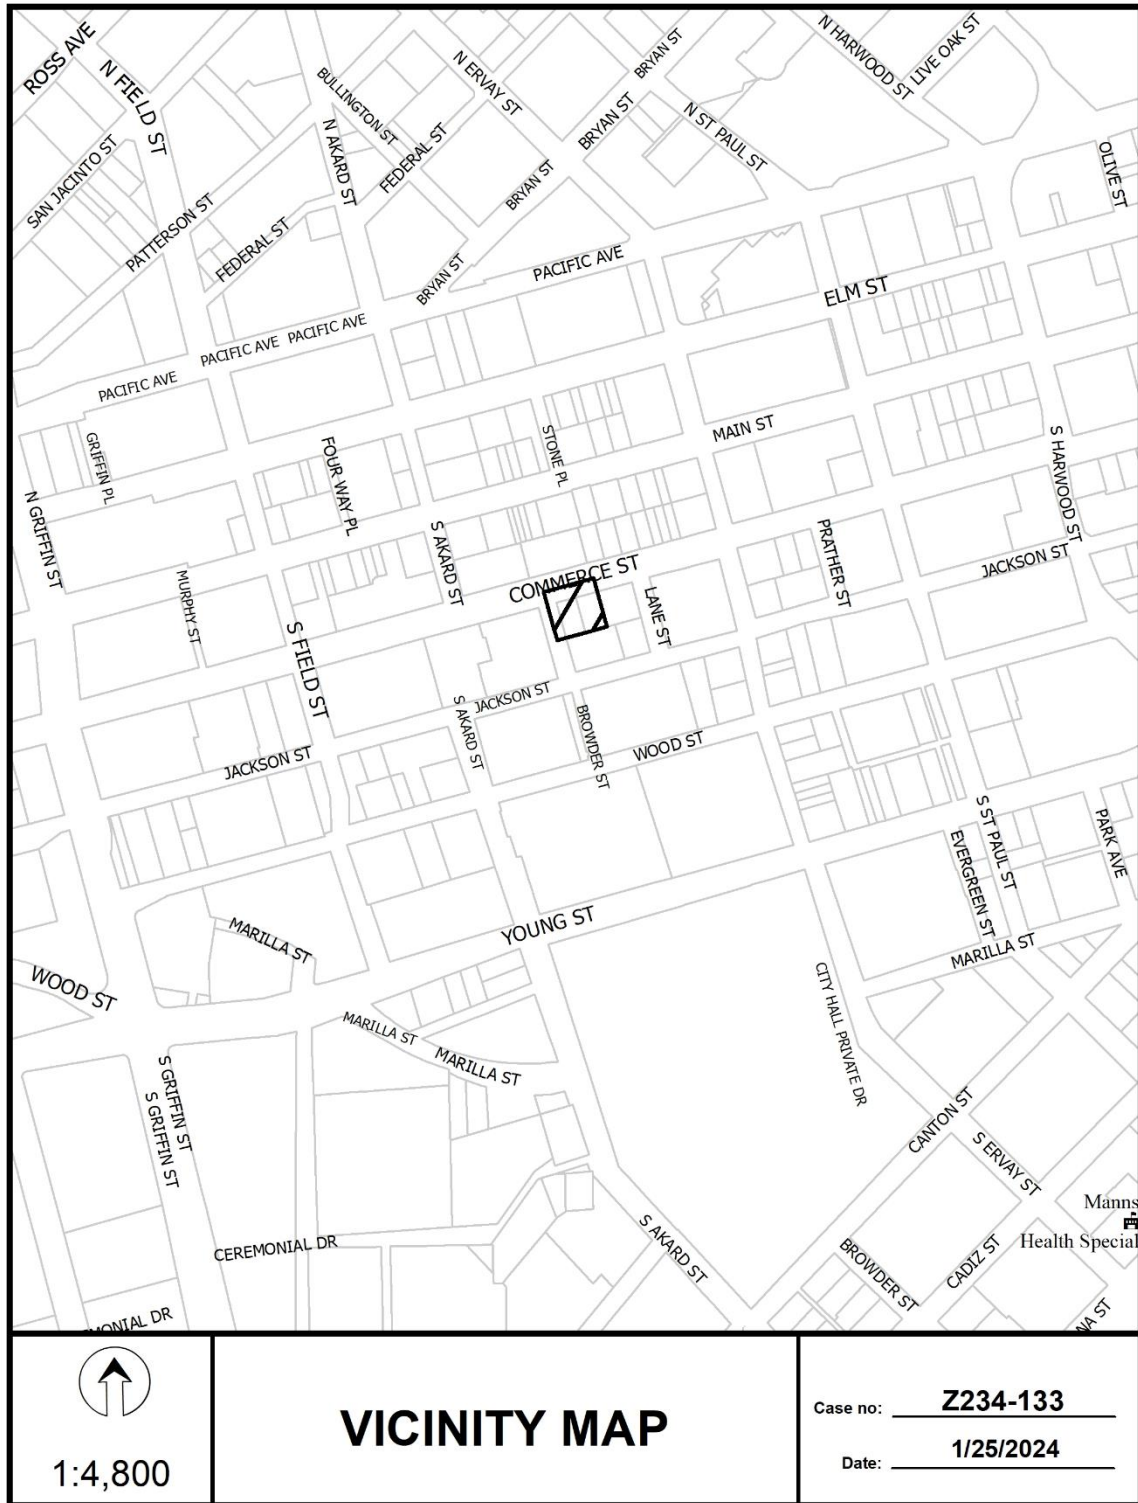 ROSS AVE
N FIELD ST
BULLINGTON ST
N ERVAY ST
BRYAN ST
N HARWOOD ST
LIVE OAK ST
SAN JACINTO ST
N AKARD ST
FEDERAL ST
BRYAN ST
N ST PAUL ST
OLIVE ST
PATTERSON ST
FEDERAL ST
BRYAN ST
BRYAN ST
PACIFIC AVE
ELM ST
PACIFIC AVE
PACIFIC AVE
PACIFIC AVE
GRIFFIN PL
FOUR WAY PL
STONE PL
MAIN ST
S HARWOOD ST
N GRIFFIN ST
S AKARD ST
PRATHER ST
JACKSON ST
MURPHY ST
COMMERCE ST
LANE ST
S FIELD ST
JACKSON ST
S AKARD ST
BROWDER ST
WOOD ST
JACKSON ST
S ST PAUL ST
PARK AVE
EVERGREEN ST
YOUNG ST
MARILLA ST
MARILLA ST
WOOD ST
CITY HALL PRIVATE DR
MARILLA ST
MARILLA ST
S GRIFFIN ST
S GRIFFIN ST
CANTON ST
S ERVAY ST
Manns
Health Special
CEREMONIAL DR
S AKARD ST
BROWDER ST
CADIZ ST
MONIAL DR
NA ST
1:4,800
VICINITY MAP
Case no: Z234-133
Date: 1/25/2024